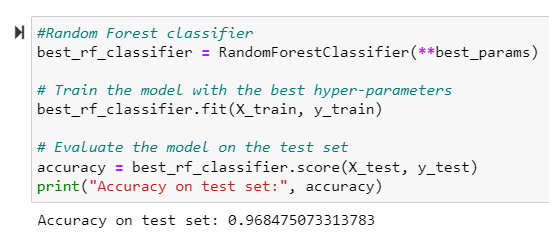 #Random Forest classifier
best_rf_classifier = RandomForestClassifier(**best_params)
# Train the model with the best hyper-parameters
best_rf_classifier.fit(X_train, y_train)
# Evaluate the model on the test set
accuracy = best_rf_classifier.score(X_test, y_test)
print("Accuracy on test set:", accuracy)
Accuracy on test set: 0.968475073313783